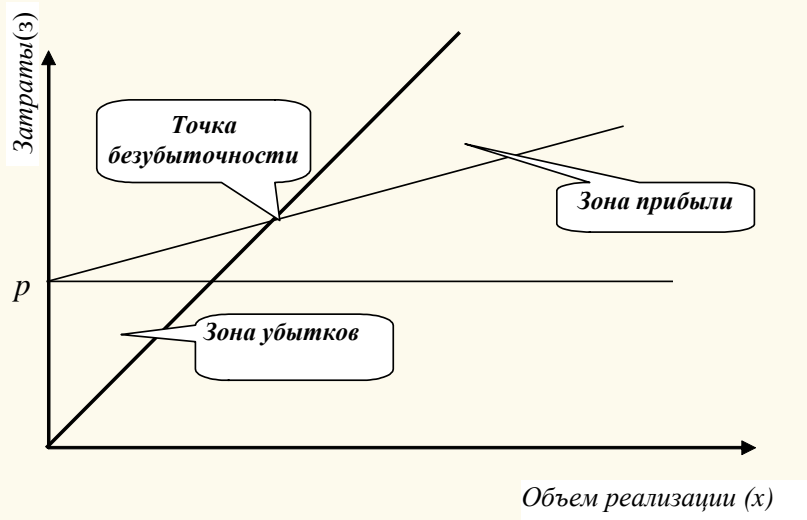 Затраты(з)
Точка
безубыточности
Зона прибыли
р
Зона убытков
Объем реализации (х)